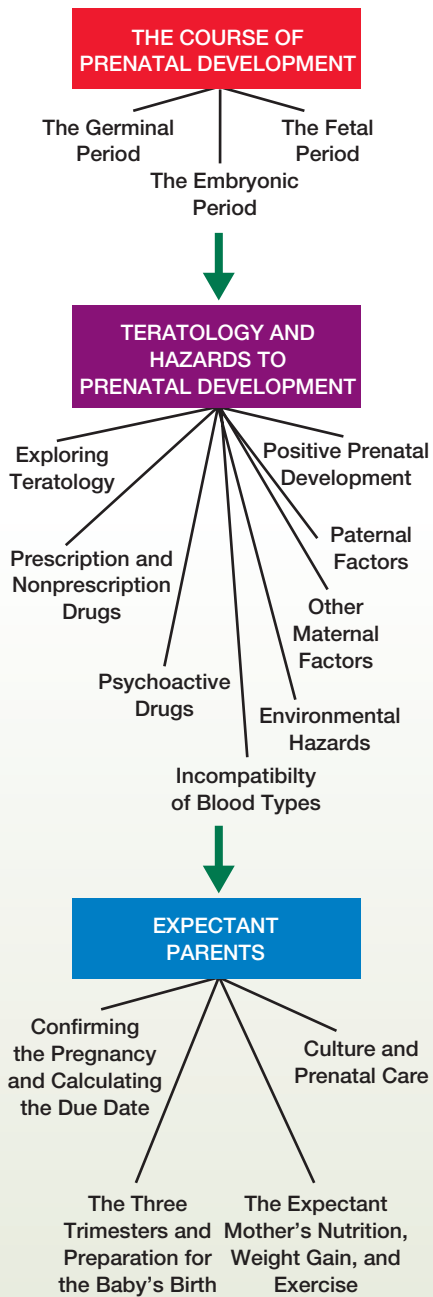 THE COURSE OF
PRENATAL DEVELOPMENT
The Germinal
Period
The Embryonic
Period
The Fetal
Period
TERATOLOGY AND
HAZARDS TO
PRENATAL DEVELOPMENT
Exploring
Teratology
Prescription and
Nonprescription
Drugs
Psychoactive
Drugs
Incompatibilty
of Blood Types
Environmental
Hazards
Other
Maternal
Factors
Paternal
Factors
Positive Prenatal
Development
EXPECTANT
PARENTS
Confirming
the Pregnancy
and Calculating
the Due Date
The Three
Trimesters and
Preparation for
the Baby's Birth
The Expectant
Mother's Nutrition,
Weight Gain, and
Exercise
Culture and
Prenatal Care